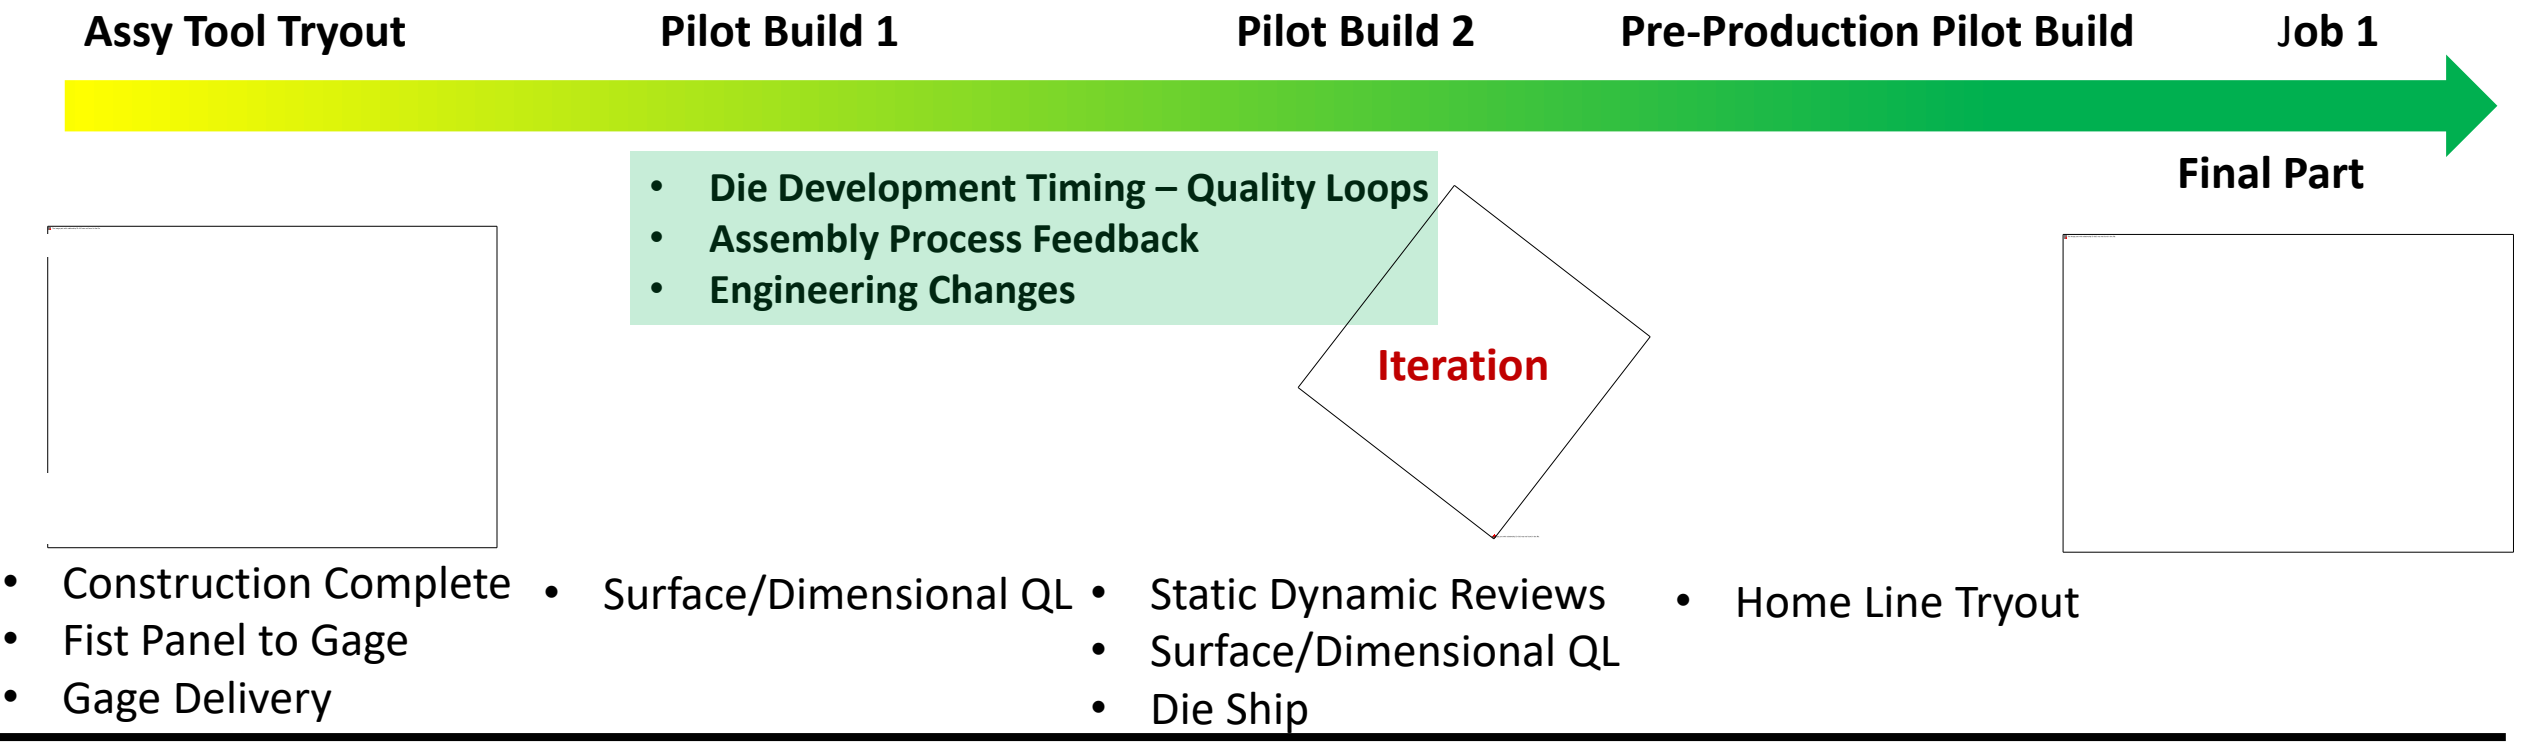 Assy Tool Tryout
Pilot Build 1
Pilot Build 2
Pre-Production Pilot Build
Job 1
• Die Development Timing – Quality Loops
• Assembly Process Feedback
• Engineering Changes
Final Part
Iteration
• Construction Complete
• Fist Panel to Gage
• Gage Delivery
• Surface/Dimensional QL
• Static Dynamic Reviews
• Surface/Dimensional QL
• Die Ship
• Home Line Tryout